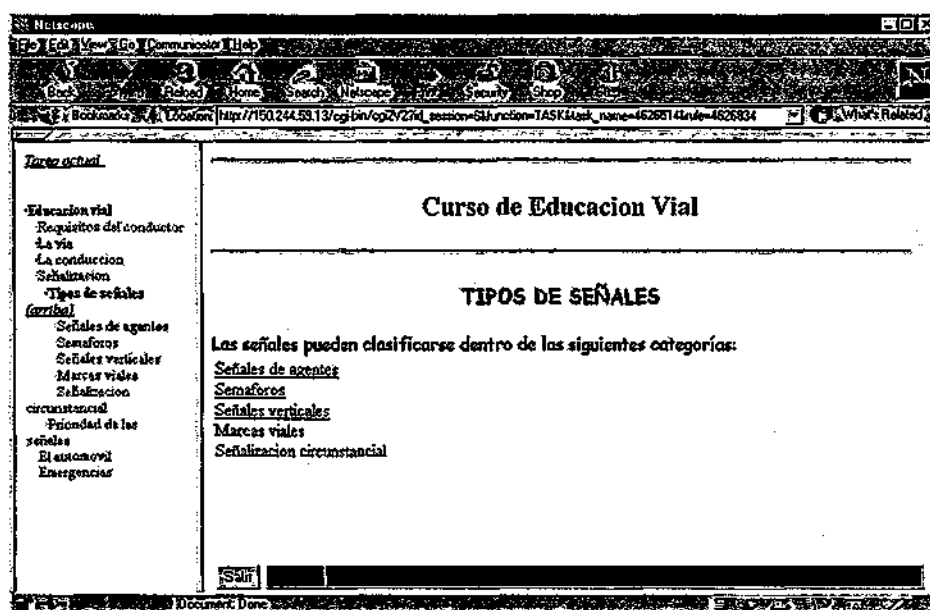 Netscape
File Edit View Go Communicator Help
Back Reload Home Search Netscape Print Security Shop
Bookmarks Location: http://150.244.59.13/cgi-bin/cgi2V2?id_session=6&function=TASK&task_name=4626814&rule=4626834 What's Related
Tarea actual
Educacion vial
Requisitos del conductor
La via
La conduccion
Señalizacion
Tipos de señales
(arriba)
Señales de agentes
Semaforos
Señales verticales
Marcas viales
Señalizacion
circunstancial
Prioridad de las
señales
El automovil
Emergencias
Curso de Educacion Vial
TIPOS DE SEÑALES
Las señales pueden clasificarse dentro de las siguientes categorías:
Señales de agentes
Semaforos
Señales verticales
Marcas viales
Señalizacion circunstancial
Salir
Document: Done